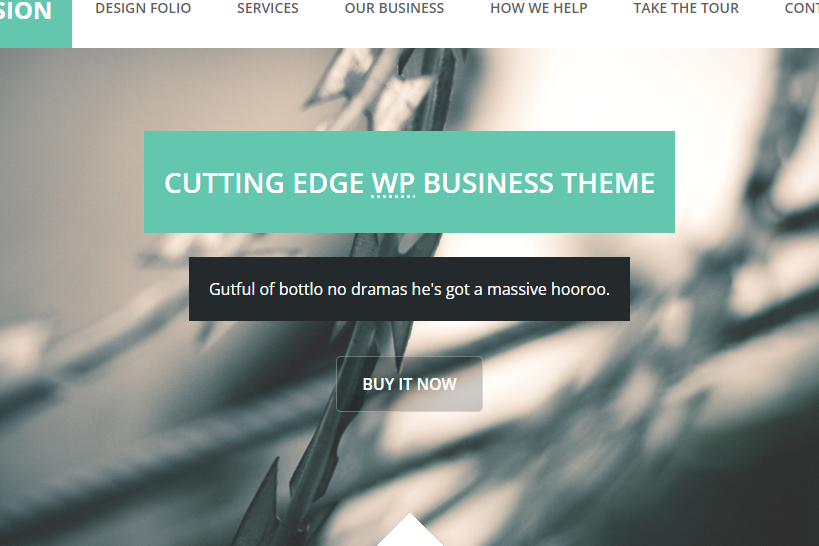 SION
DESIGN FOLIO SERVICES OUR BUSINESS HOW WE HELP TAKE THE TOUR CONT
CUTTING EDGE WP BUSINESS THEME
Gutful of bottlo no dramas he's got a massive hooroo.
BUY IT NOW